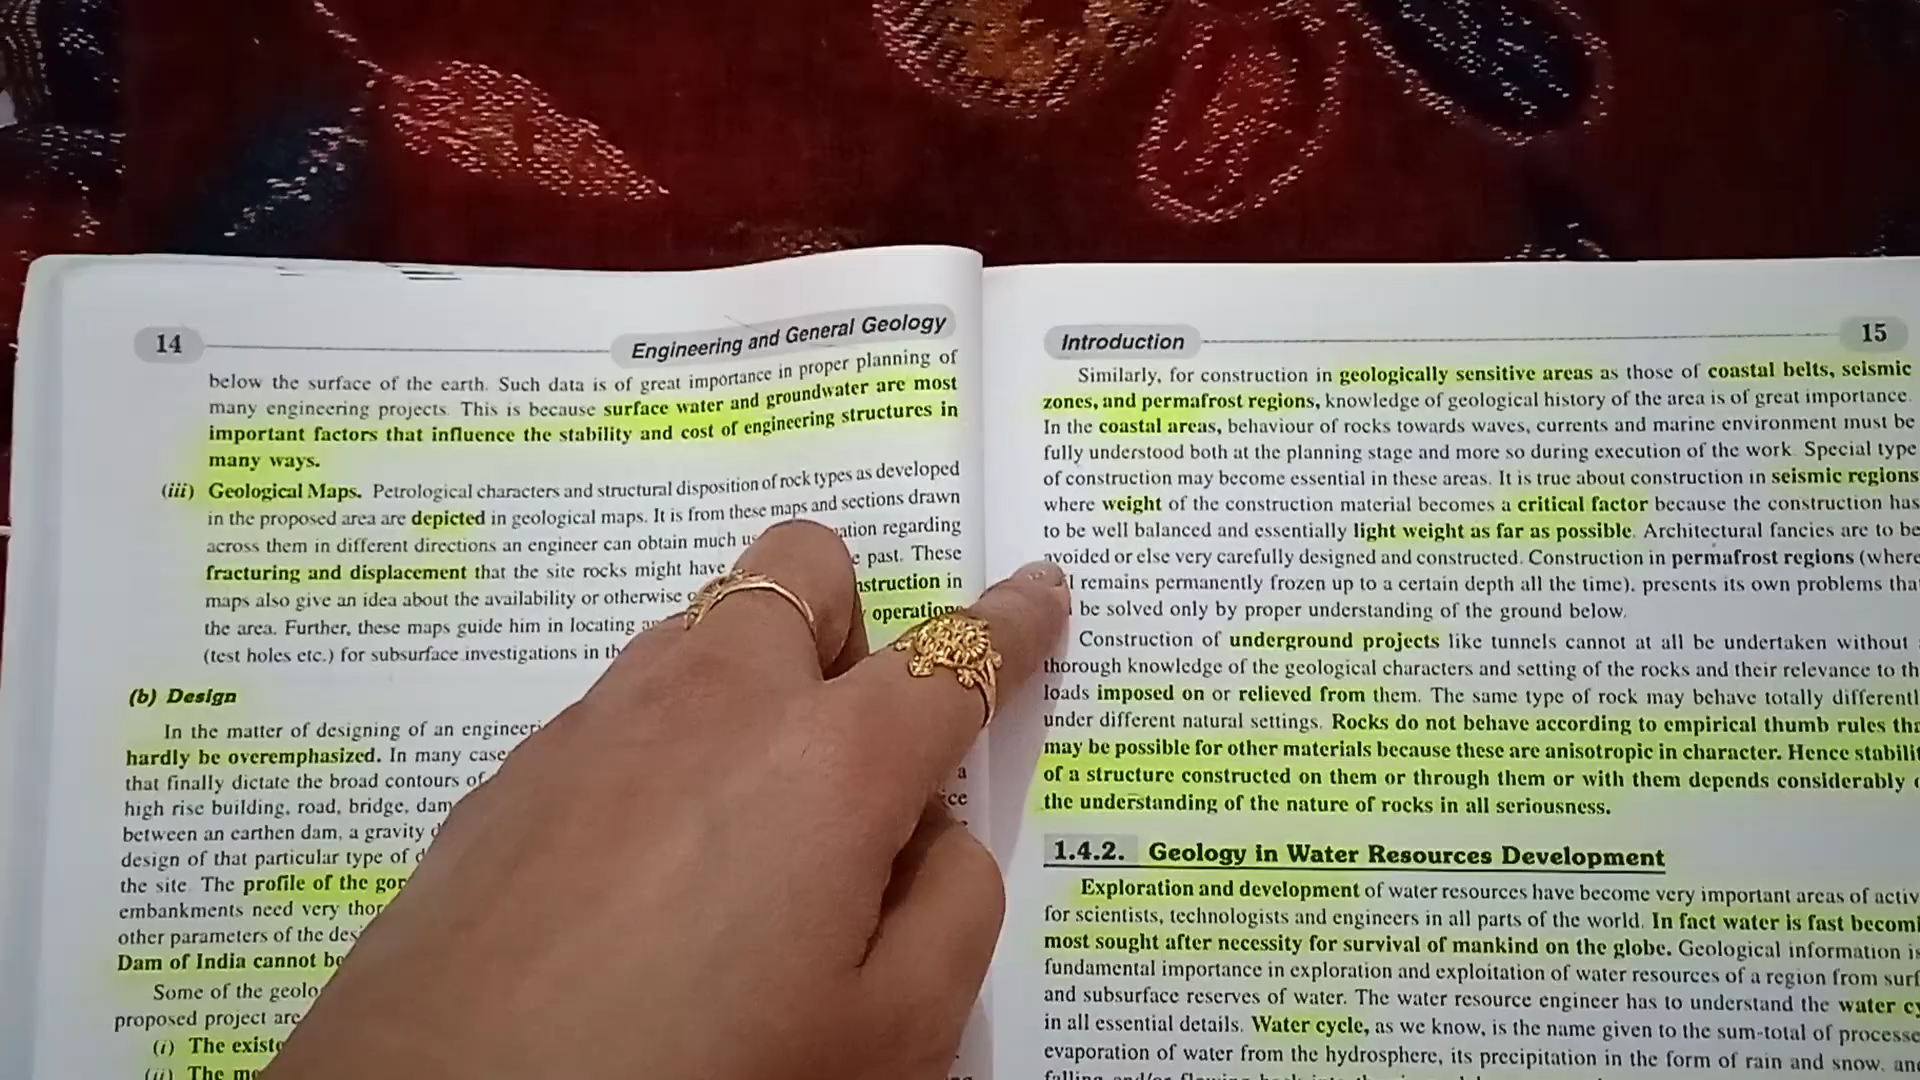 14
Engineering and General Geology
below the surface of the earth. Such data is of great importance in proper planning of
many engineering projects. This is because surface water and groundwater are most
important factors that influence the stability and cost of engineering structures in
many ways.
(iii) Geological Maps. Petrological characters and structural disposition of rock types as developed
in the proposed area are depicted in geological maps. It is from these maps and sections drawn
across them in different directions an engineer can obtain much regarding
fracturing and displacement that the site rocks might have past. These
maps also give an idea about the availability or otherwise in
the area. Further, these maps guide him in locating operations
(test holes etc.) for subsurface investigations in
(b) Design
In the matter of designing of an
hardly be overemphasized. In many
that finally dictate the broad contours of a
high rise building, road, bridge,
between an earthen dam, a gravity
design of that particular type of
the site. The profile of the
embankments need very
other parameters of the
Dam of India cannot
Some of the
proposed project are
(i) The
(ii) The
Introduction
15
Similarly, for construction in geologically sensitive areas as those of coastal belts, seismic
zones, and permafrost regions, knowledge of geological history of the area is of great importance.
In the coastal areas, behaviour of rocks towards waves, currents and marine environment must be
fully understood both at the planning stage and more so during execution of the work. Special type
of construction may become essential in these areas. It is true about construction in seismic regions
where weight of the construction material becomes a critical factor because the construction has
to be well balanced and essentially light weight as far as possible. Architectural fancies are to be
avoided or else very carefully designed and constructed. Construction in permafrost regions (where
remains permanently frozen up to a certain depth all the time), presents its own problems
be solved only by proper understanding of the ground below.
Construction of underground projects like tunnels cannot at all be undertaken without
thorough knowledge of the geological characters and setting of the rocks and their relevance to
loads imposed on or relieved from them. The same type of rock may behave totally
under different natural settings. Rocks do not behave according to empirical thumb rules
may be possible for other materials because these are anisotropic in character. Hence
of a structure constructed on them or through them or with them depends considerably
the understanding of the nature of rocks in all seriousness.
1.4.2. Geology in Water Resources Development
Exploration and development of water resources have become very important areas of
for scientists, technologists and engineers in all parts of the world. In fact water is fast
most sought after necessity for survival of mankind on the globe. Geological information
fundamental importance in exploration and exploitation of water resources of a region from
and subsurface reserves of water. The water resource engineer has to understand the water
in all essential details. Water cycle, as we know, is the name given to the sum-total of
evaporation of water from the hydrosphere, its precipitation in the form of rain and snow,